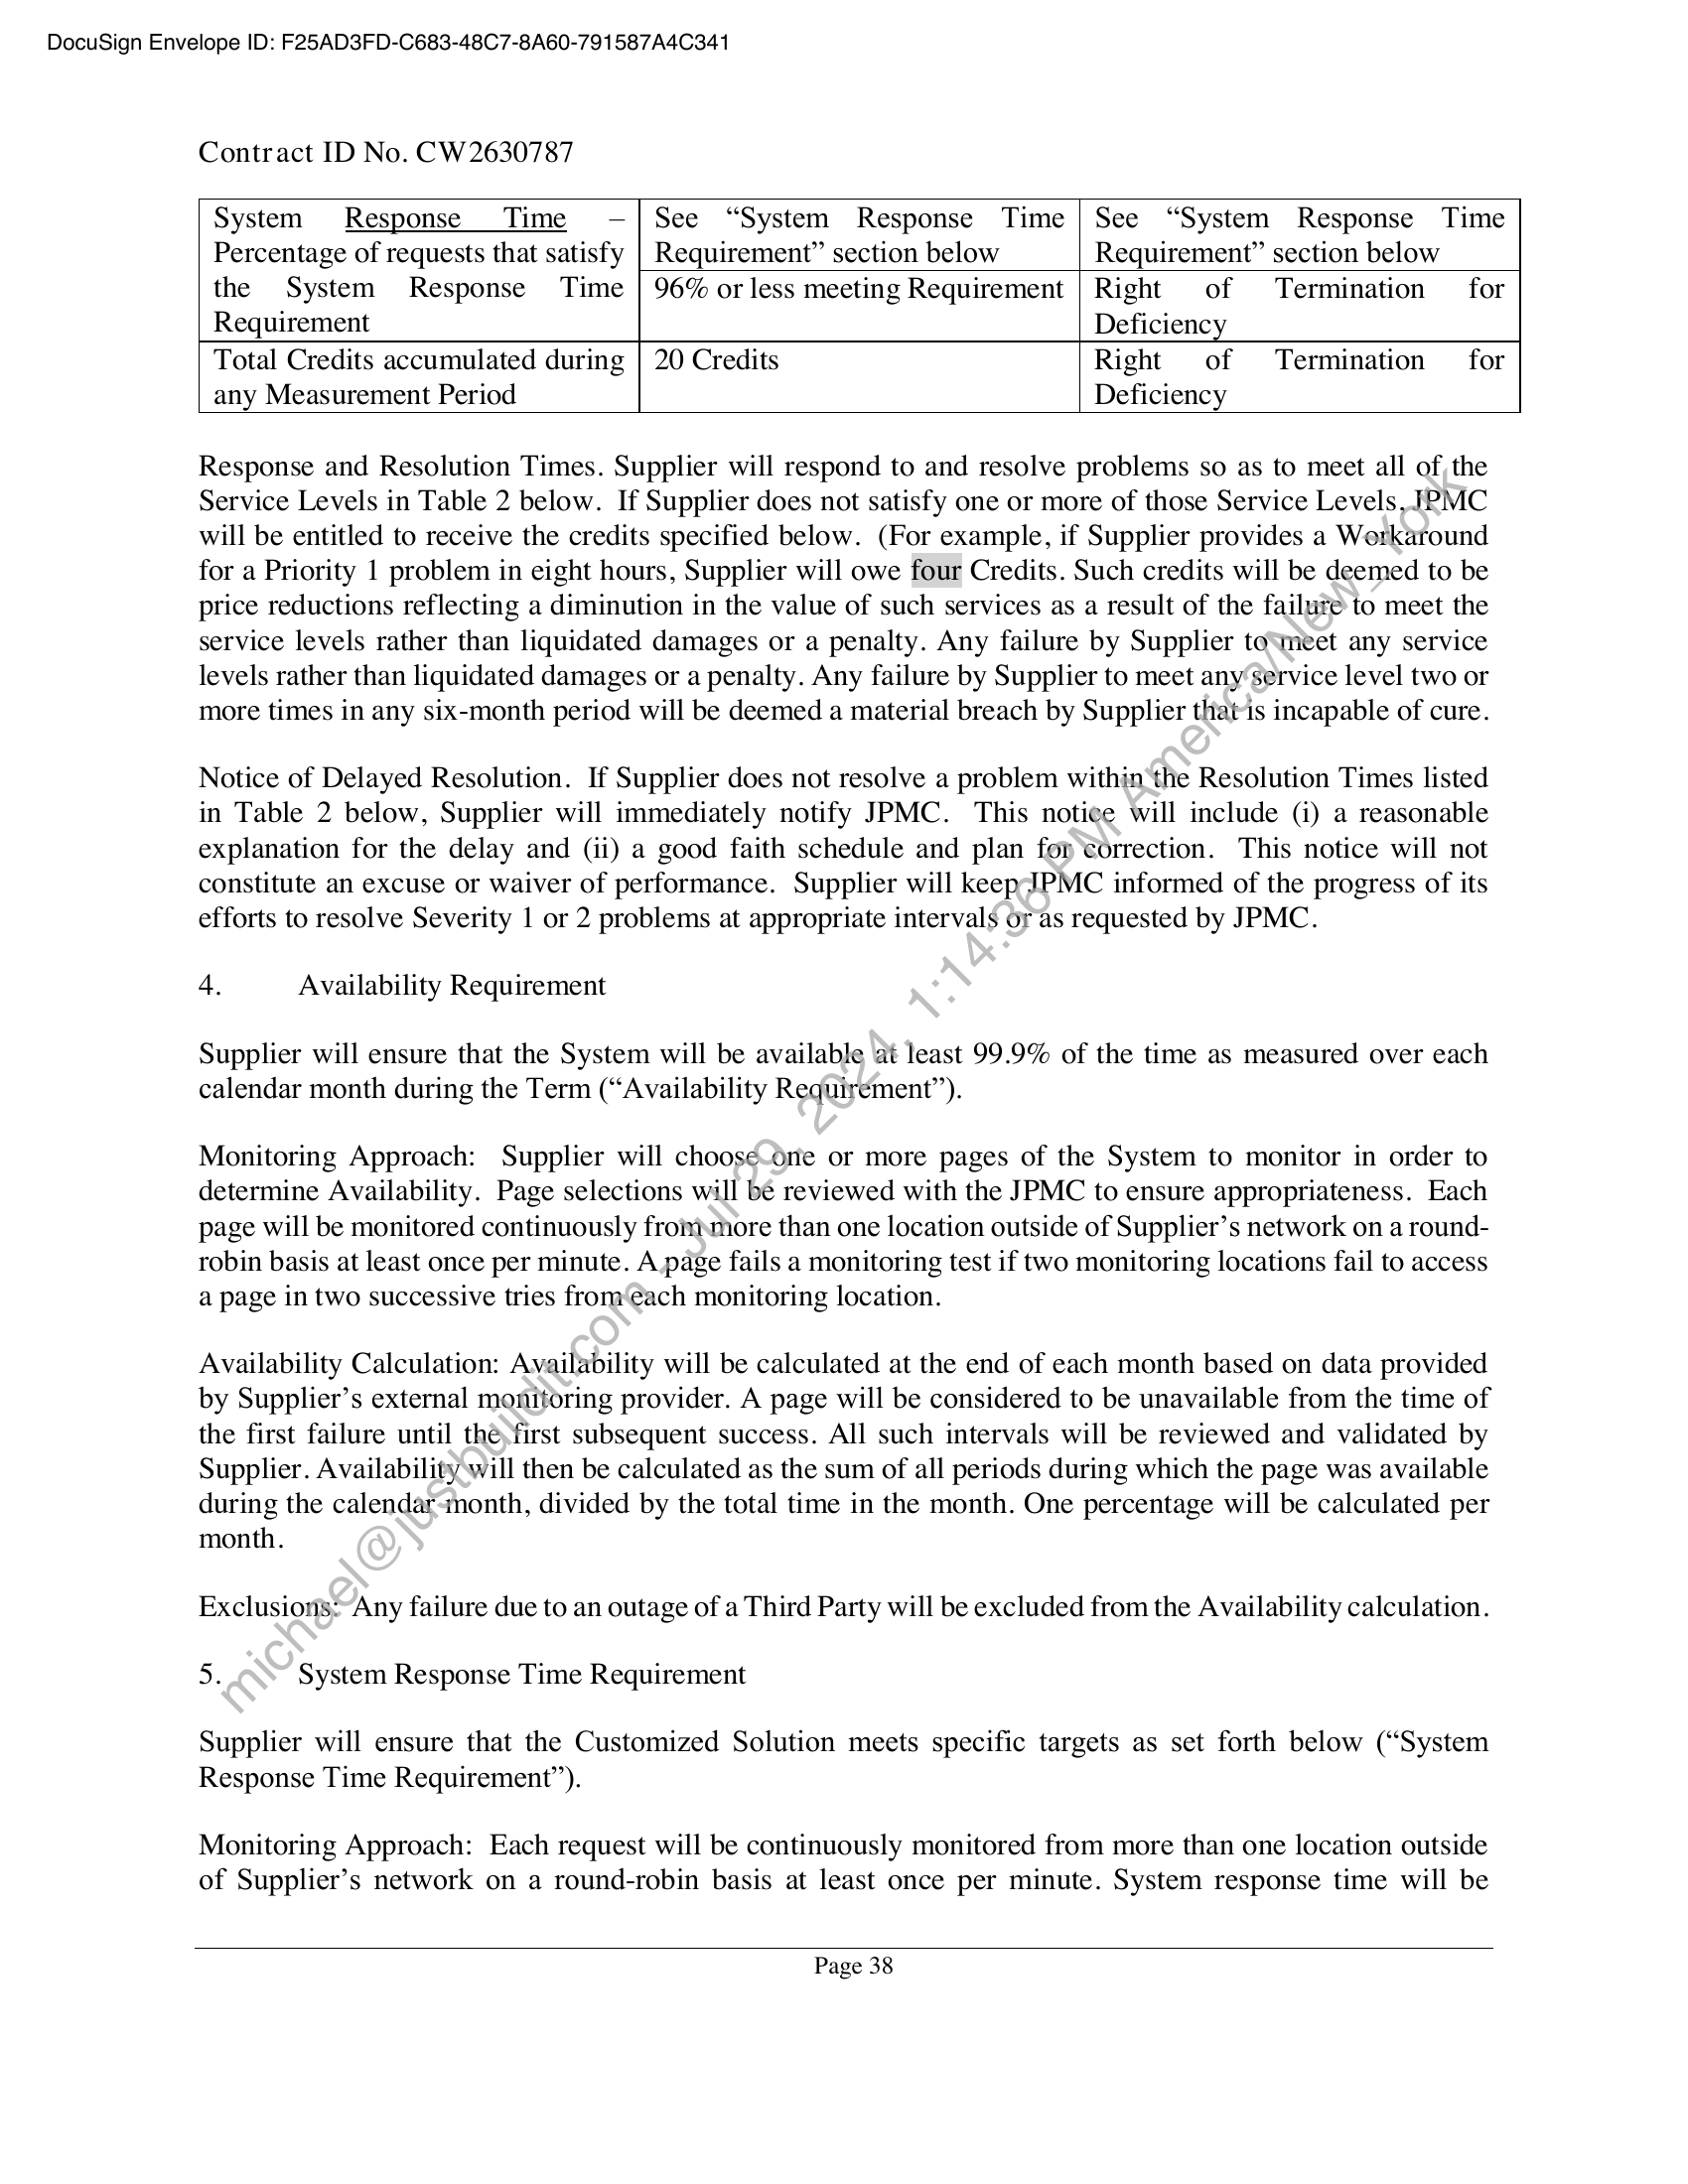 DocuSign Envelope ID: F25AD3FD-C683-48C7-8A60-791587A4C341
Contract ID No. CW2630787
System Response Time –
Percentage of requests that satisfy
the System Response Time
Requirement
See “System Response Time
Requirement” section below
See “System Response Time
Requirement” section below
96% or less meeting Requirement
Right of Termination for
Deficiency
Total Credits accumulated during
any Measurement Period
20 Credits
Right of Termination for
Deficiency
Response and Resolution Times. Supplier will respond to and resolve problems so as to meet all of the
Service Levels in Table 2 below. If Supplier does not satisfy one or more of those Service Levels, JPMC
will be entitled to receive the credits specified below. (For example, if Supplier provides a Workaround
for a Priority 1 problem in eight hours, Supplier will owe four Credits. Such credits will be deemed to be
price reductions reflecting a diminution in the value of such services as a result of the failure to meet the
service levels rather than liquidated damages or a penalty. Any failure by Supplier to meet any service
levels rather than liquidated damages or a penalty. Any failure by Supplier to meet any service level two or
more times in any six-month period will be deemed a material breach by Supplier that is incapable of cure.
Notice of Delayed Resolution. If Supplier does not resolve a problem within the Resolution Times listed
in Table 2 below, Supplier will immediately notify JPMC. This notice will include (i) a reasonable
explanation for the delay and (ii) a good faith schedule and plan for correction. This notice will not
constitute an excuse or waiver of performance. Supplier will keep JPMC informed of the progress of its
efforts to resolve Severity 1 or 2 problems at appropriate intervals or as requested by JPMC.
4. Availability Requirement
Supplier will ensure that the System will be available at least 99.9% of the time as measured over each
calendar month during the Term (“Availability Requirement”).
Monitoring Approach: Supplier will choose one or more pages of the System to monitor in order to
determine Availability. Page selections will be reviewed with the JPMC to ensure appropriateness. Each
page will be monitored continuously from more than one location outside of Supplier’s network on a round-
robin basis at least once per minute. A page fails a monitoring test if two monitoring locations fail to access
a page in two successive tries from each monitoring location.
Availability Calculation: Availability will be calculated at the end of each month based on data provided
by Supplier’s external monitoring provider. A page will be considered to be unavailable from the time of
the first failure until the first subsequent success. All such intervals will be reviewed and validated by
Supplier. Availability will then be calculated as the sum of all periods during which the page was available
during the calendar month, divided by the total time in the month. One percentage will be calculated per
month.
Exclusions: Any failure due to an outage of a Third Party will be excluded from the Availability calculation.
5. System Response Time Requirement
Supplier will ensure that the Customized Solution meets specific targets as set forth below (“System
Response Time Requirement”).
Monitoring Approach: Each request will be continuously monitored from more than one location outside
of Supplier’s network on a round-robin basis at least once per minute. System response time will be
Page 38
michael@justbuildit.com - Jul 29, 2024, 1:14:36 PM America/New_York